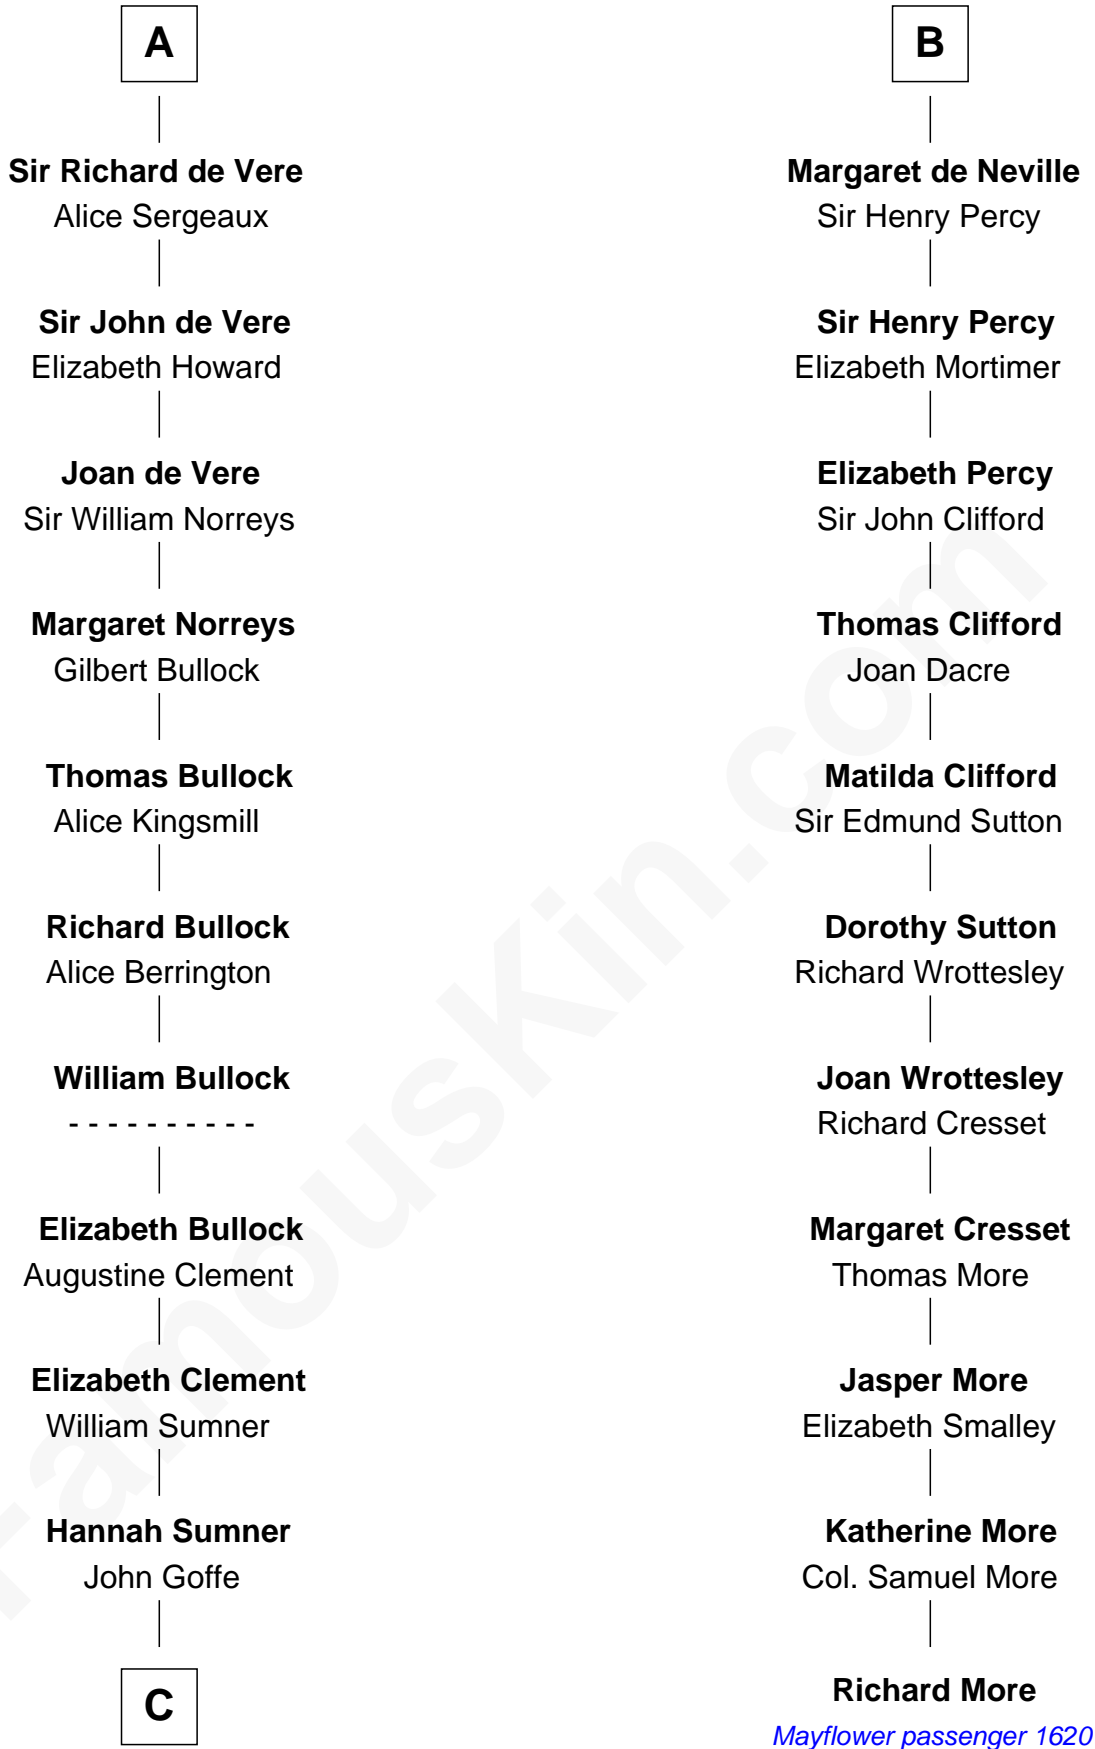 A
Sir Richard de Vere
Alice Sergeaux
Sir John de Vere
Elizabeth Howard
Joan de Vere
Sir William Norreys
Margaret Norreys
Gilbert Bullock
Thomas Bullock
Alice Kingsmill
Richard Bullock
Alice Berrington
William Bullock
- - - - - - - - - -
Elizabeth Bullock
Augustine Clement
Elizabeth Clement
William Sumner
Hannah Sumner
John Goffe
C
B
Margaret de Neville
Sir Henry Percy
Sir Henry Percy
Elizabeth Mortimer
Elizabeth Percy
Sir John Clifford
Thomas Clifford
Joan Dacre
Matilda Clifford
Sir Edmund Sutton
Dorothy Sutton
Richard Wrottesley
Joan Wrottesley
Richard Cresset
Margaret Cresset
Thomas More
Jasper More
Elizabeth Smalley
Katherine More
Col. Samuel More
Richard More
Mayflower passenger 1620
FamousKin.com